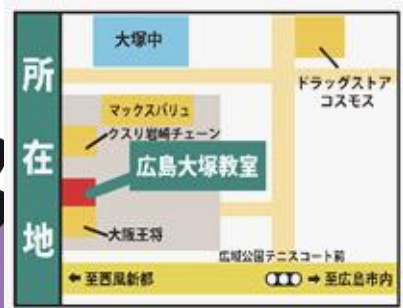 所在地
大塚中
ドラッグストア
コスモス
マックスバリュ
クスリ岩崎チェーン
広島大塚教室
大阪王将
広域公園テニスコート前
← 至西風新都
→ 至広島市内